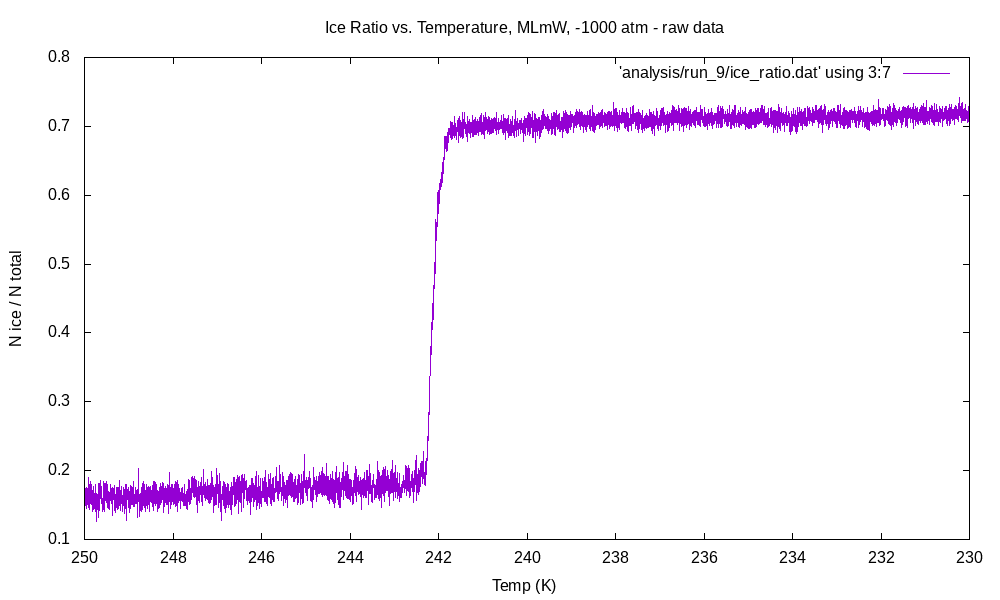 Ice Ratio vs. Temperature, MLmW, -1000 atm - raw data
'analysis/run_9/ice_ratio.dat' using 3:7
0.8
0.7
0.6
0.5
0.4
0.3
0.2
0.1
N ice / N total
250 248 246 244 242 240 238 236 234 232 230
Temp (K)